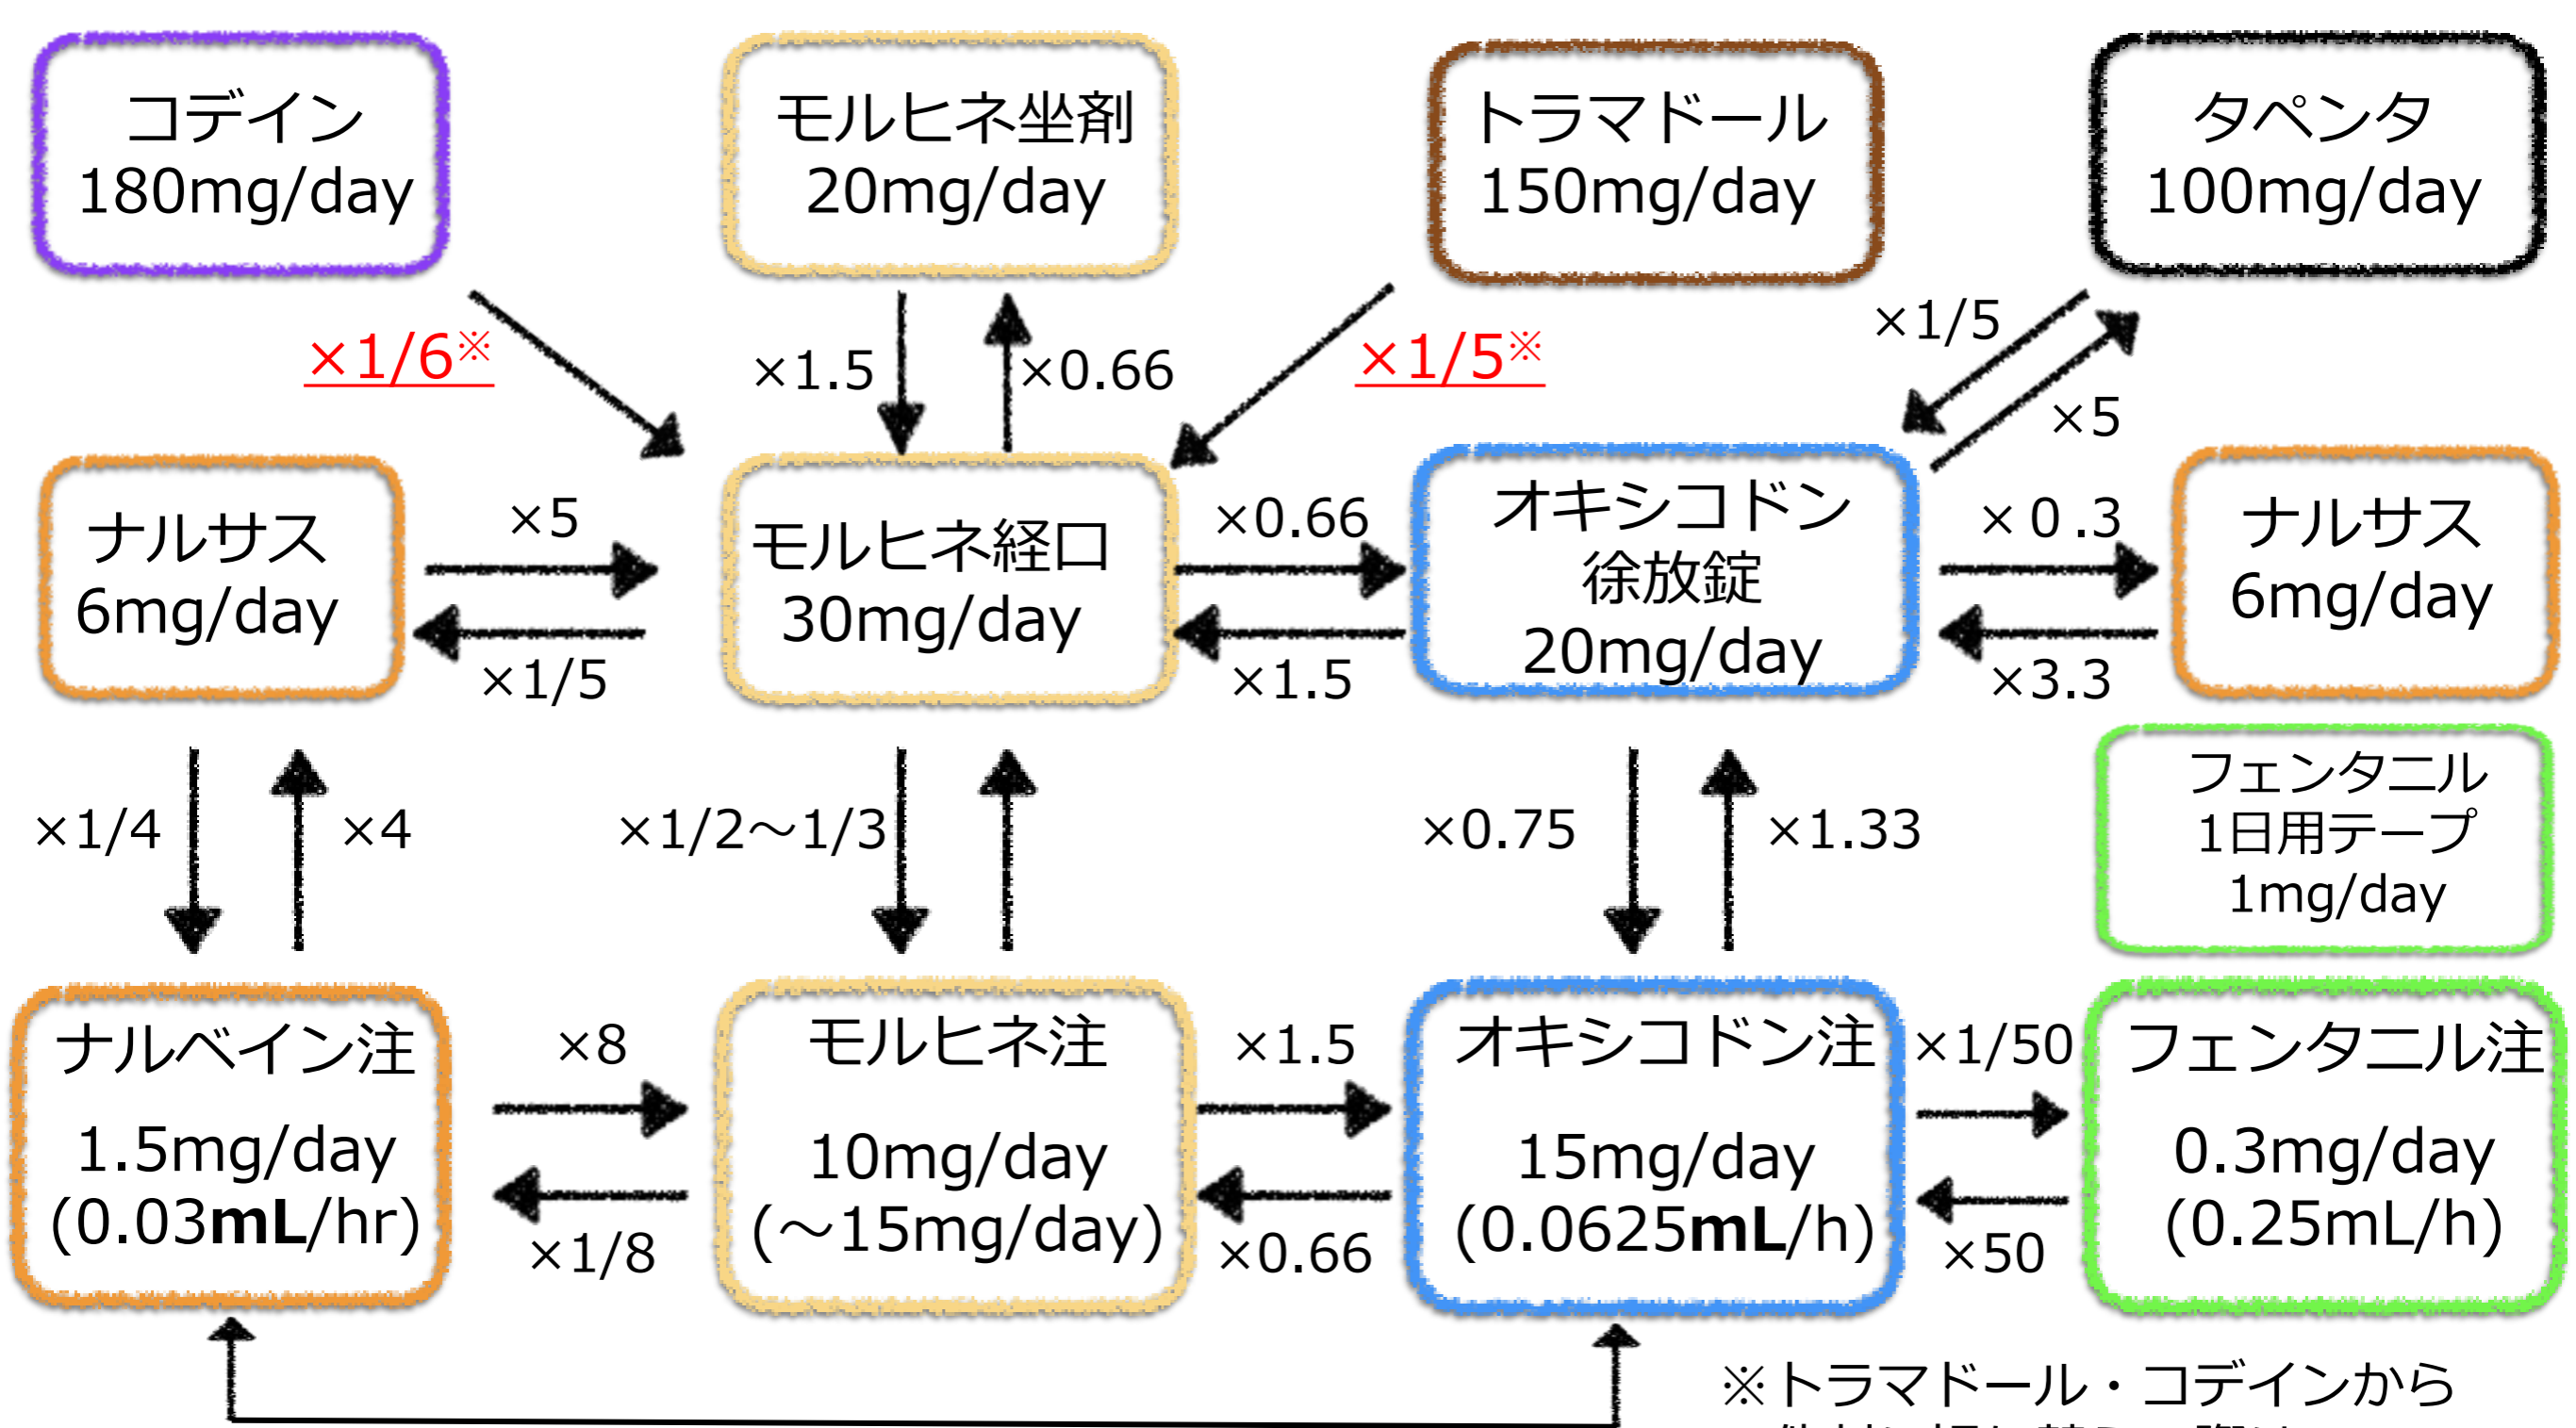 コデイン
180mg/day
モルヒネ坐剤
20mg/day
トラマドール
150mg/day
タペンタ
100mg/day
×1/6※
×1.5
×0.66
×1/5※
×1/5
×5
ナルサス
6mg/day
×5
×1/5
モルヒネ経口
30mg/day
×0.66
×1.5
オキシコドン
徐放錠
20mg/day
×0.3
×3.3
ナルサス
6mg/day
×1/4
×4
×1/2～1/3
×0.75
×1.33
フェンタニル
1日用テープ
1mg/day
ナルベイン注
1.5mg/day
(0.03mL/hr)
×8
×1/8
モルヒネ注
10mg/day
(～15mg/day)
×1.5
×0.66
オキシコドン注
15mg/day
(0.0625mL/h)
×1/50
×50
フェンタニル注
0.3mg/day
(0.25mL/h)
※トラマドール・コデインから